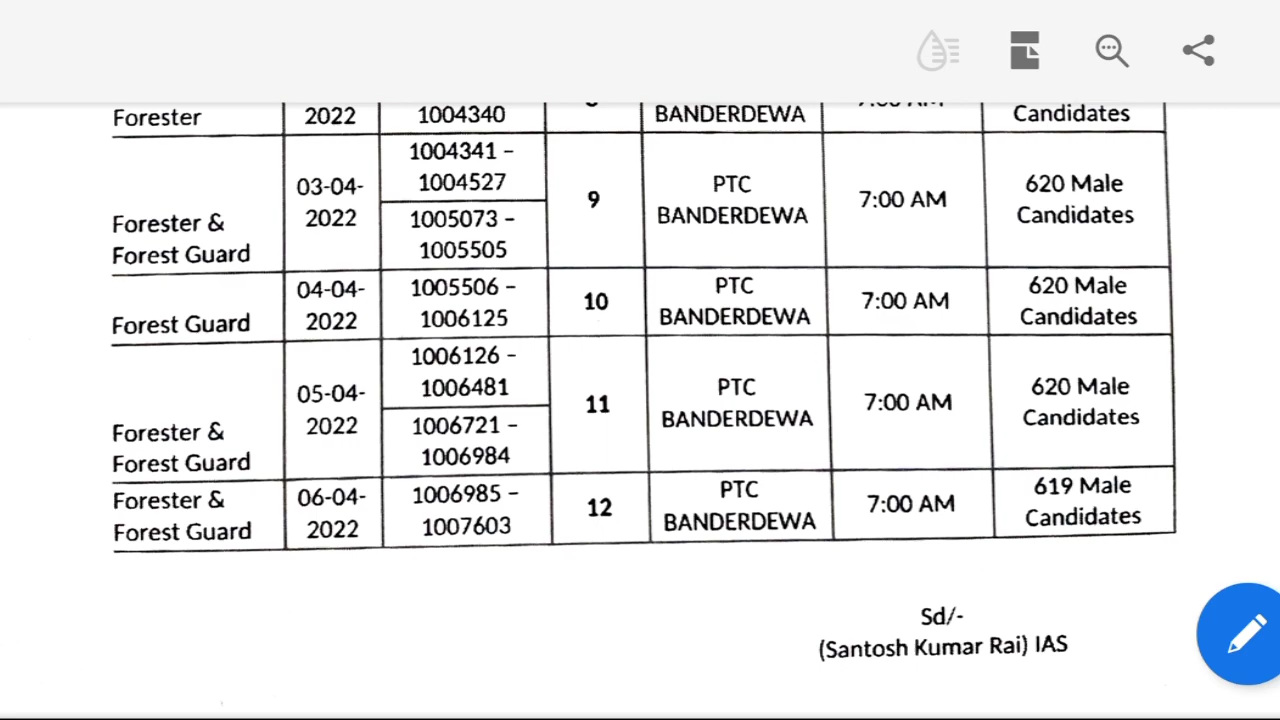 Forester
2022
1004340
BANDERDEWA
Candidates
Forester &
Forest Guard
03-04-
2022
1004341 –
1004527
1005073 –
1005505
9
PTC
BANDERDEWA
7:00 AM
620 Male
Candidates
Forest Guard
04-04-
2022
1005506 –
1006125
10
PTC
BANDERDEWA
7:00 AM
620 Male
Candidates
Forester &
Forest Guard
05-04-
2022
1006126 –
1006481
1006721 –
1006984
11
PTC
BANDERDEWA
7:00 AM
620 Male
Candidates
Forester &
Forest Guard
06-04-
2022
1006985 –
1007603
12
PTC
BANDERDEWA
7:00 AM
619 Male
Candidates
Sd/-
(Santosh Kumar Rai) IAS